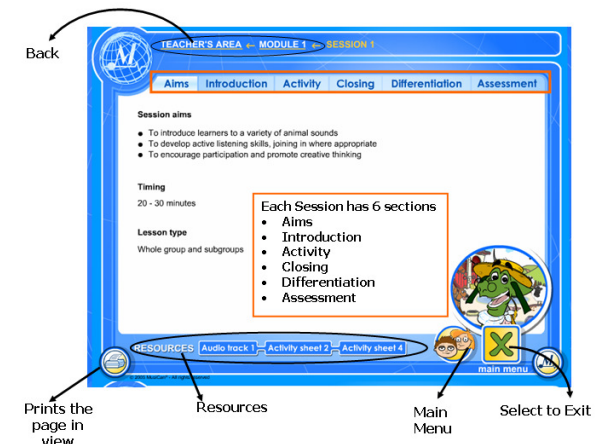 Back
TEACHER'S AREA ← MODULE 1 ← SESSION 1
Aims Introduction Activity Closing Differentiation Assessment
Session aims
• To introduce learners to a variety of animal sounds
• To develop active listening skills, joining in where appropriate
• To encourage participation and promote creative thinking
Timing
20 - 30 minutes
Lesson type
Whole group and subgroups
Each Session has 6 sections
• Aims
• Introduction
• Activity
• Closing
• Differentiation
• Assessment
RESOURCES Audio track 1 Activity sheet 2 Activity sheet 4
main menu
M
M
X
- All rights reserved
Prints the
page in
view
Resources
Main
Menu
Select to Exit